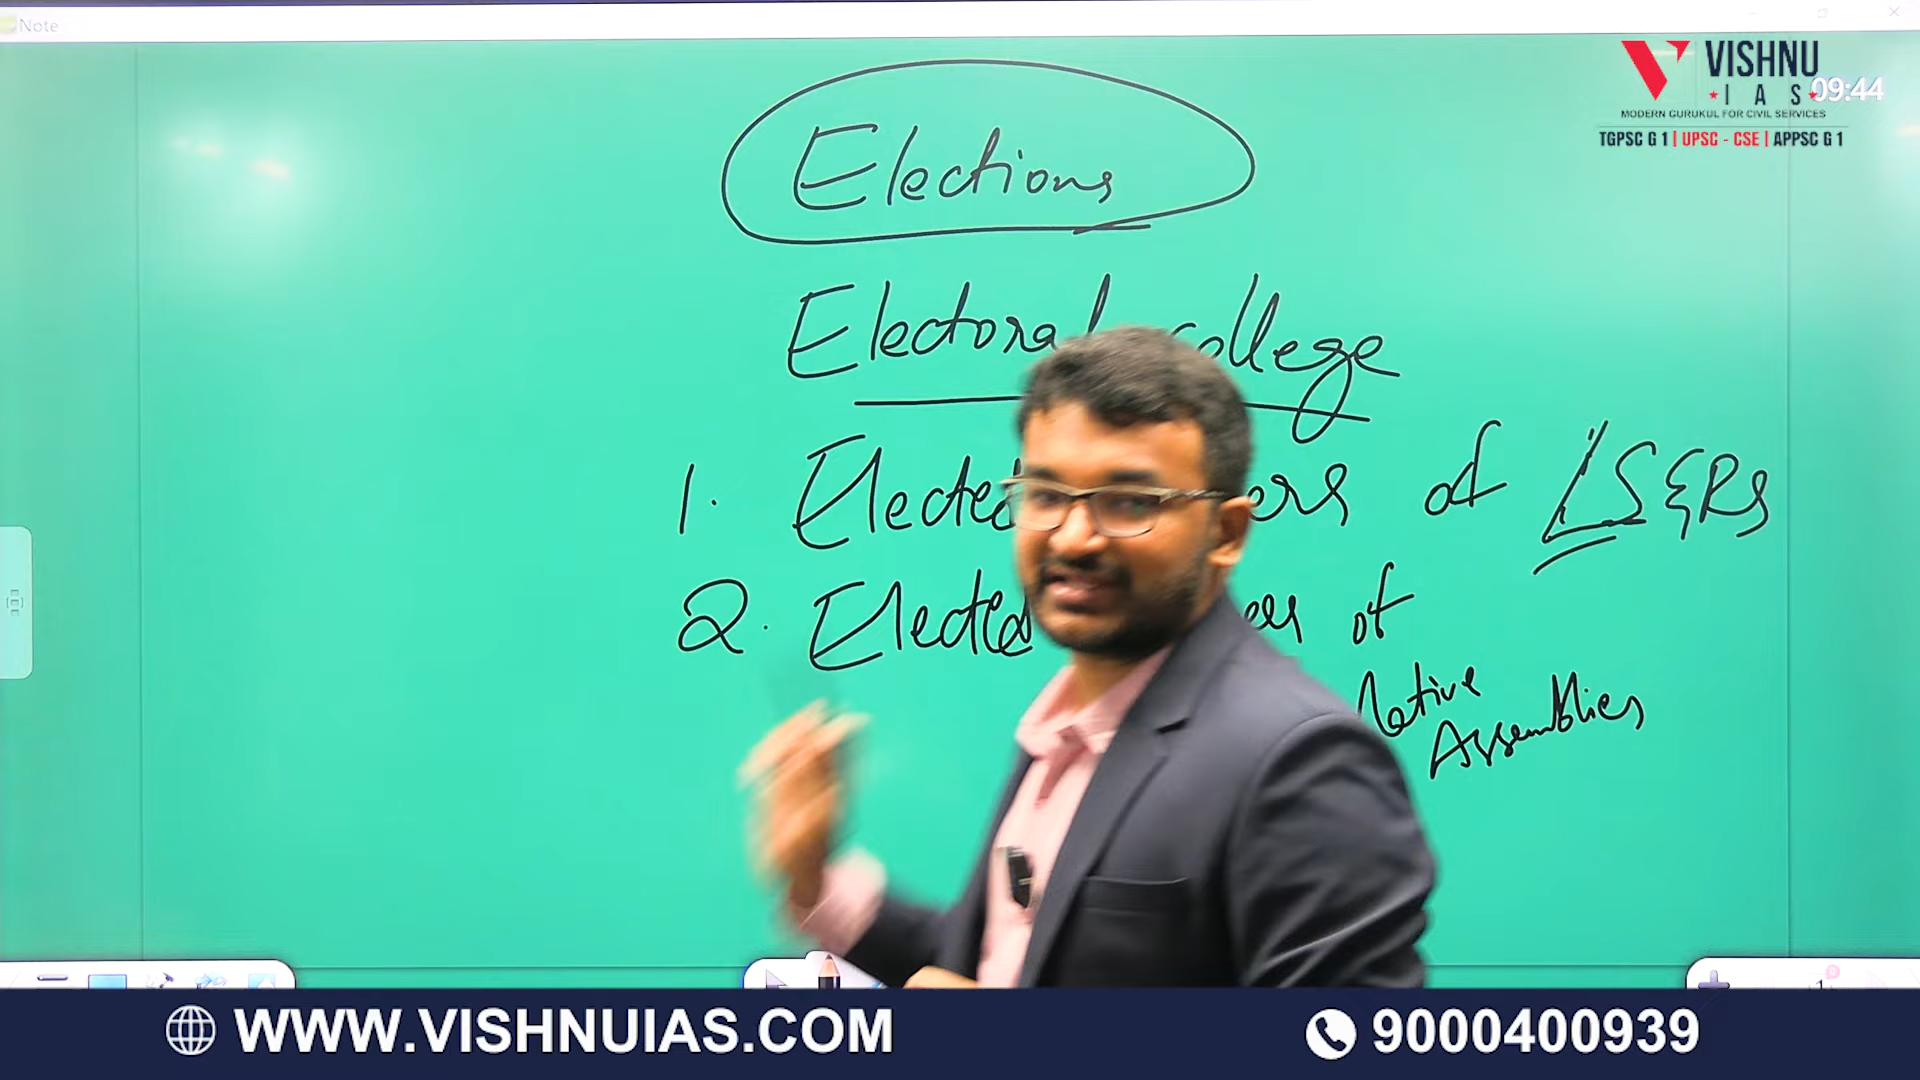 Note
VISHNU
IAS
09:44
MODERN GURUKUL FOR CIVIL SERVICES
TGPSC G 1 | UPSC - CSE | APPSC G 1
Elections
Electoral college
1. Elected of LS & RS
2. Elected of
Assemblies
WWW.VISHNUIAS.COM
9000400939